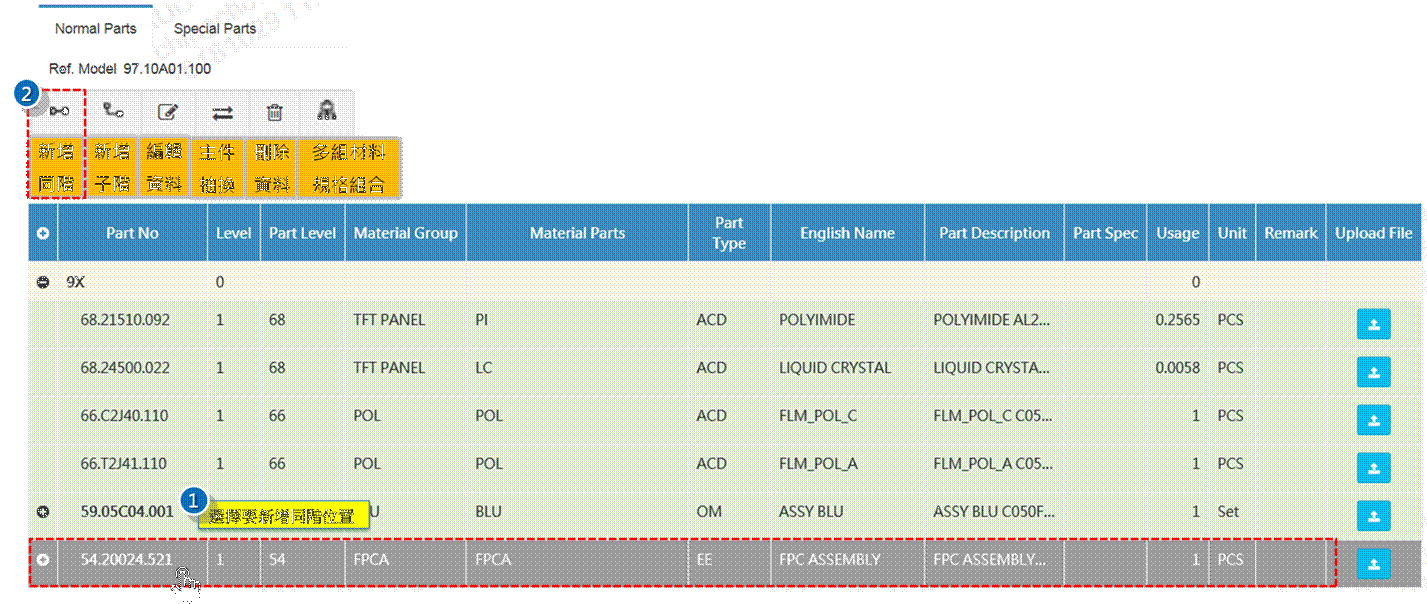 Normal Parts Special Parts
Ref. Model 97.10A01.100
2
新增 新增 編輯 主件 刪除 多組材料
同階 子階 資料 抽換 資料 規格組合
Part No Level Part Level Material Group Material Parts Part Type English Name Part Description Part Spec Usage Unit Remark Upload File
9X 0 0
68.21510.092 1 68 TFT PANEL PI ACD POLYIMIDE POLYIMIDE AL2... 0.2565 PCS
68.24500.022 1 68 TFT PANEL LC ACD LIQUID CRYSTAL LIQUID CRYSTA... 0.0058 PCS
66.C2J40.110 1 66 POL POL ACD FLM_POL_C FLM_POL_C C05... 1 PCS
66.T2J41.110 1 66 POL POL ACD FLM_POL_A FLM_POL_A C05... 1 PCS
1
59.05C04.001 U BLU OM ASSY BLU ASSY BLU C050F... 1 Set
選擇要新增同階位置
54.20024.521 1 54 FPCA FPCA EE FPC ASSEMBLY FPC ASSEMBLY... 1 PCS